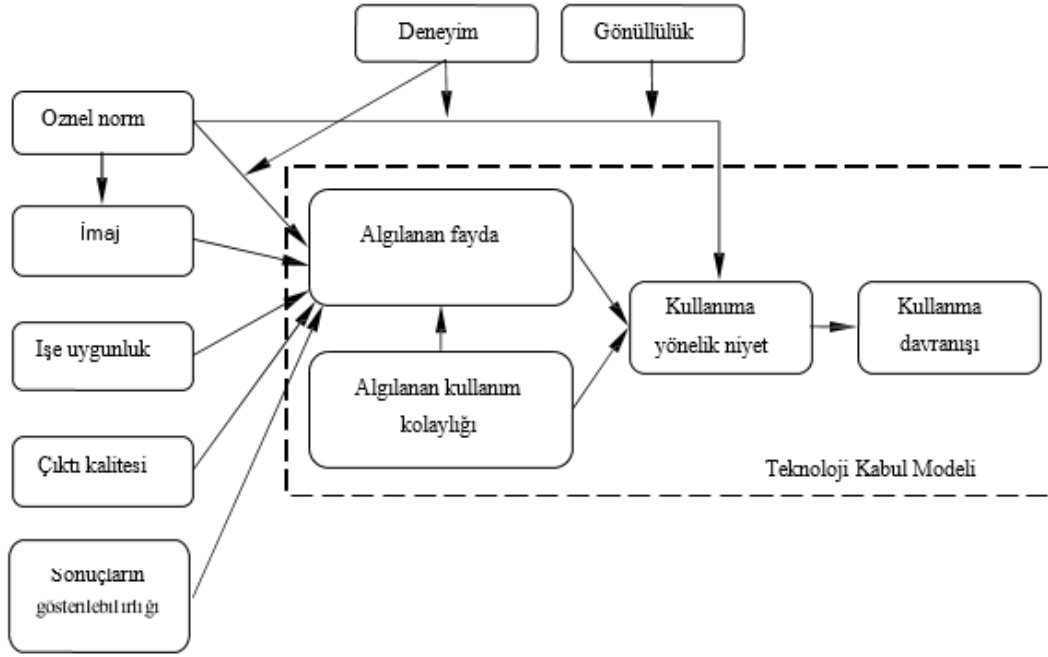 Deneyim
Gönüllülük
Oznel norm
İmaj
Algılanan fayda
Kullanıma
yönelik niyet
Kullanma
davranışı
Işe uygunluk
Algılanan kullanım
kolaylığı
Çıktı kalitesi
Teknoloji Kabul Modeli
Sonuçların
gösterilebilirliği